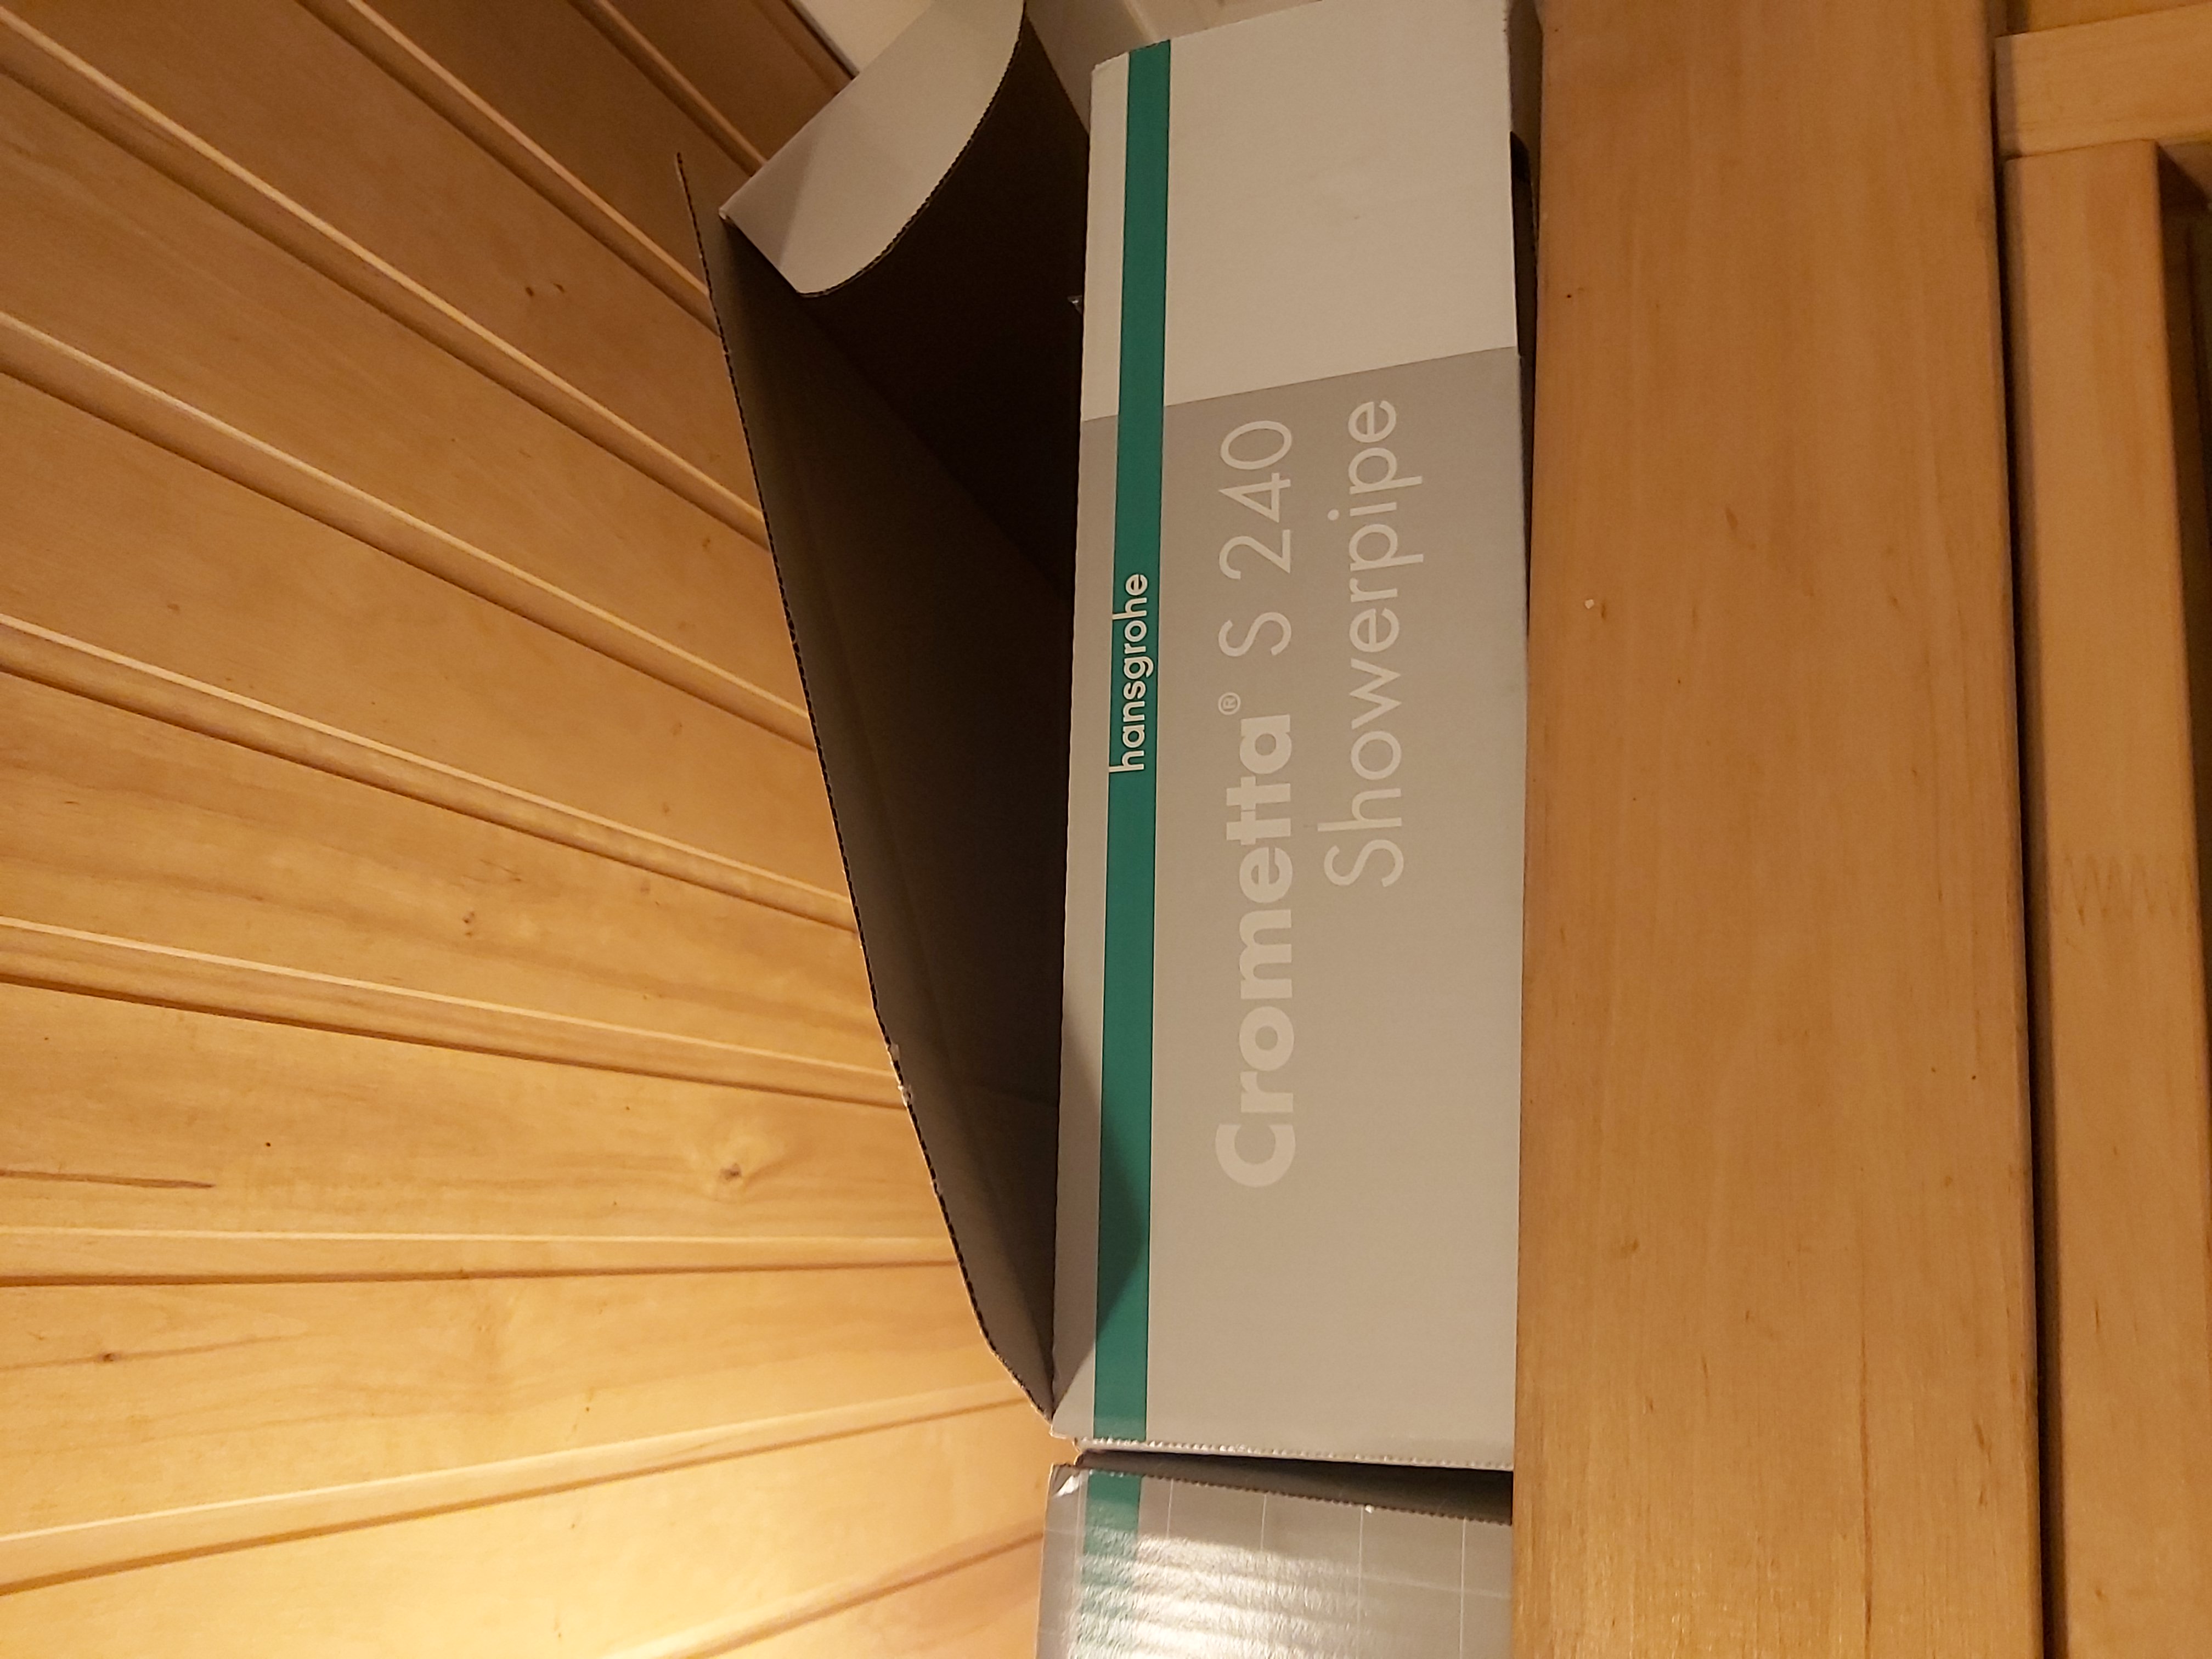 hansgrohe
Crometta® S 240
Showerpipe